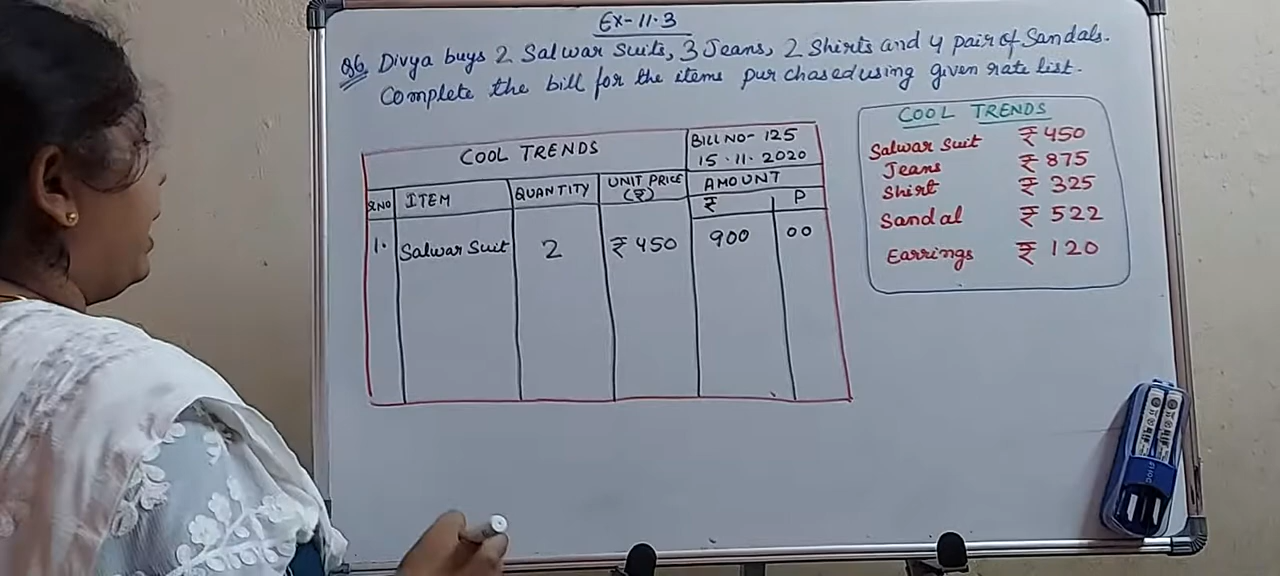 Ex-11.3
Q6 Divya buys 2 Salwar Suits, 3 Jeans, 2 Shirts and 4 pair of Sandals.
Complete the bill for the items purchased using given rate list.
COOL TRENDS
BILL NO- 125
15.11.2020
S.NO ITEM QUANTITY UNIT PRICE (₹) AMOUNT
₹ P
1. Salwar Suit 2 ₹ 450 900 00
COOL TRENDS
Salwar Suit ₹ 450
Jeans ₹ 875
Shirt ₹ 325
Sandal ₹ 522
Earrings ₹ 120